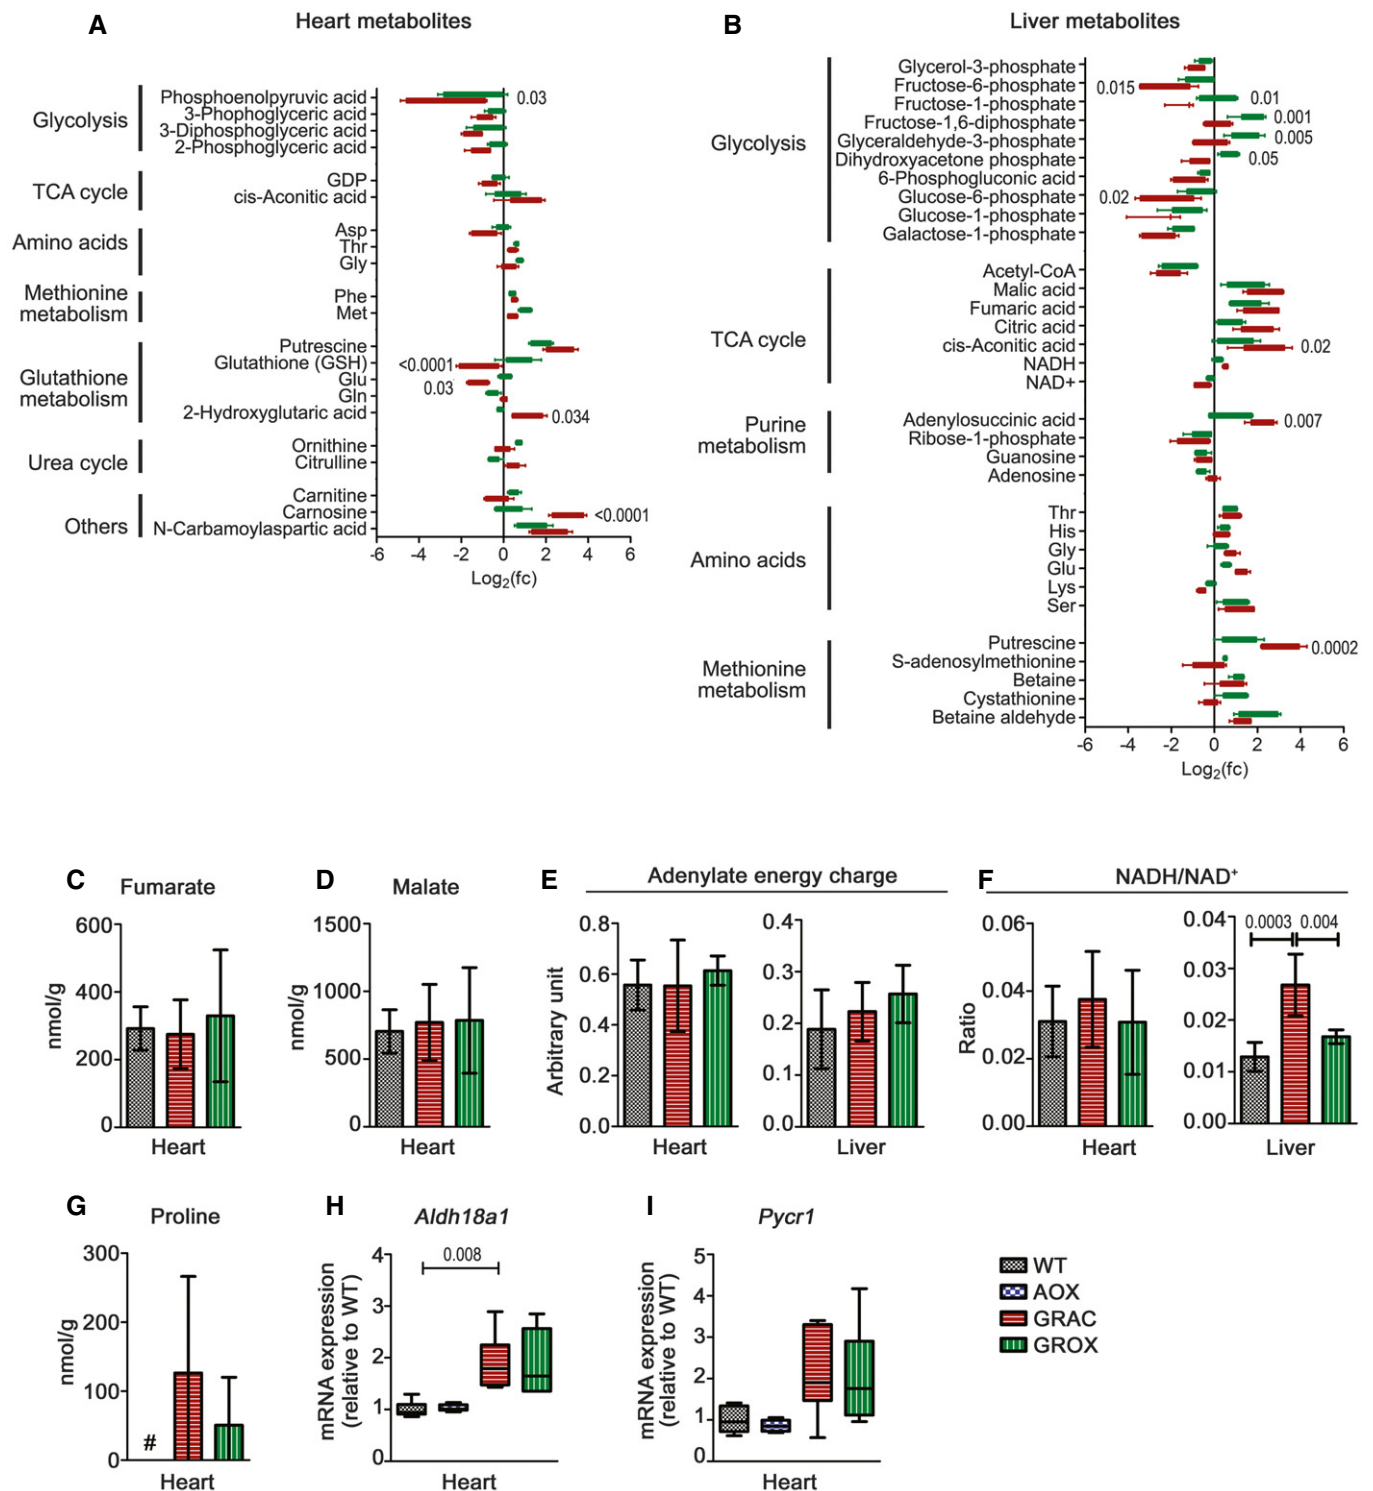 A
Heart metabolites
Glycolysis
Phosphoenolpyruvic acid
0.03
3-Phophoglyceric acid
3-Diphosphoglyceric acid
2-Phosphoglyceric acid
TCA cycle
GDP
cis-Aconitic acid
Amino acids
Asp
Thr
Gly
Methionine
metabolism
Phe
Met
Glutathione
metabolism
Putrescine
Glutathione (GSH)
<0.0001
Glu
0.03
Gln
2-Hydroxyglutaric acid
0.034
Urea cycle
Ornithine
Citrulline
Others
Carnitine
Carnosine
<0.0001
N-Carbamoylaspartic acid
-6 -4 -2 0 2 4 6
Log2(fc)
B
Liver metabolites
Glycolysis
Glycerol-3-phosphate
Fructose-6-phosphate
0.015
Fructose-1-phosphate
0.01
Fructose-1,6-diphosphate
0.001
Glyceraldehyde-3-phosphate
0.005
Dihydroxyacetone phosphate
0.05
6-Phosphogluconic acid
Glucose-6-phosphate
0.02
Glucose-1-phosphate
Galactose-1-phosphate
TCA cycle
Acetyl-CoA
Malic acid
Fumaric acid
Citric acid
cis-Aconitic acid
0.02
NADH
NAD+
Purine
metabolism
Adenylosuccinic acid
0.007
Ribose-1-phosphate
Guanosine
Adenosine
Amino acids
Thr
His
Gly
Glu
Lys
Ser
Methionine
metabolism
Putrescine
0.0002
S-adenosylmethionine
Betaine
Cystathionine
Betaine aldehyde
-6 -4 -2 0 2 4 6
Log2(fc)
C
Fumarate
nmol/g
600
400
200
0
Heart
D
Malate
nmol/g
1500
1000
500
0
Heart
E
Adenylate energy charge
Arbitrary unit
0.8
0.6
0.4
0.2
0.0
Heart
0.4
0.3
0.2
0.1
0.0
Liver
F
NADH/NAD+
Ratio
0.06
0.04
0.02
0.00
Heart
0.04
0.03
0.02
0.01
0.00
0.0003 0.004
Liver
G
Proline
nmol/g
300
200
100
0
#
Heart
H
Aldh18a1
mRNA expression
(relative to WT)
4
3
2
1
0
0.008
Heart
I
Pycr1
mRNA expression
(relative to WT)
5
4
3
2
1
0
Heart
WT
AOX
GRAC
GROX